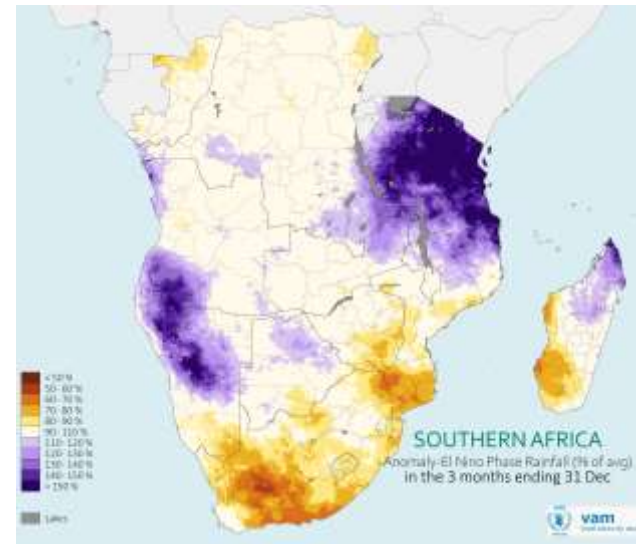 < 50 %
50- 60 %
60- 70 %
70- 80 %
80- 90 %
90- 110 %
110- 120 %
120- 130 %
130- 140 %
140- 150 %
> 150 %
Lakes
SOUTHERN AFRICA
Anomaly-El Nino Phase Rainfall (% of avg)
in the 3 months ending 31 Dec
vam